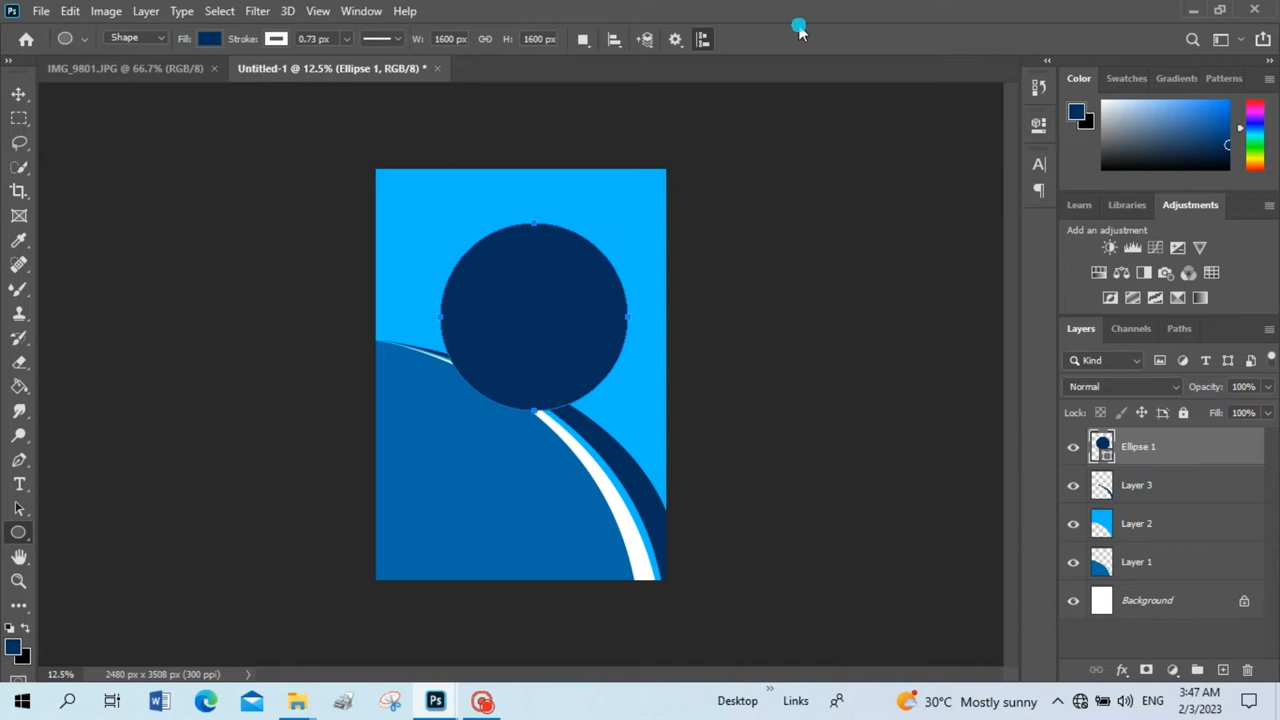 Ps File Edit Image Layer Type Select Filter 3D View Window Help
Shape Fill: Stroke: 0.73 px W: 1600 px H: 1600 px
IMG_9801.JPG @ 66.7% (RGB/8) × Untitled-1 @ 12.5% (Ellipse 1, RGB/8) * ×
Color Swatches Gradients Patterns
Learn Libraries Adjustments
Add an adjustment
Layers Channels Paths
Kind
Normal Opacity: 100%
Lock: Fill: 100%
Ellipse 1
Layer 3
Layer 2
Layer 1
Background
12.5% 2480 px x 3508 px (300 ppi)
Desktop Links 30°C Mostly sunny ENG 3:47 AM
2/3/2023